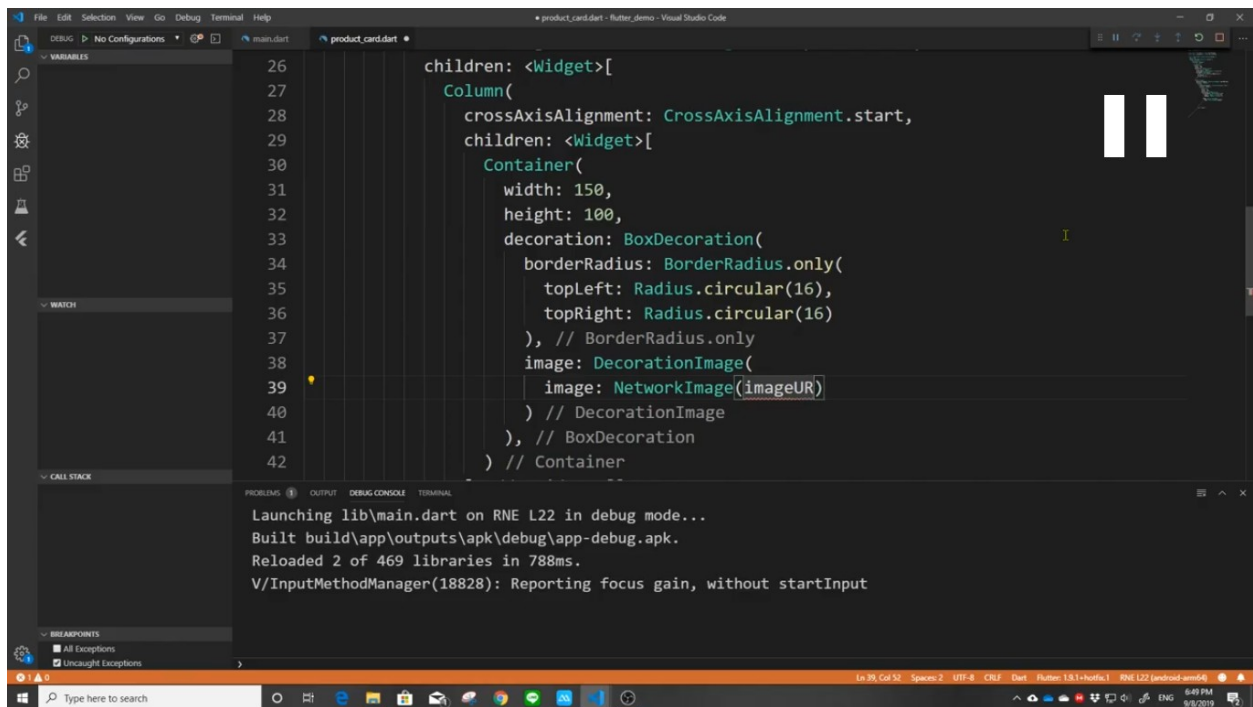 File Edit Selection View Go Debug Terminal Help
● product_card.dart - flutter_demo - Visual Studio Code
DEBUG No Configurations
main.dart
product_card.dart ●
VARIABLES
WATCH
CALL STACK
BREAKPOINTS
All Exceptions
Uncaught Exceptions
26 children: <Widget>[
27 Column(
28 crossAxisAlignment: CrossAxisAlignment.start,
29 children: <Widget>[
30 Container(
31 width: 150,
32 height: 100,
33 decoration: BoxDecoration(
34 borderRadius: BorderRadius.only(
35 topLeft: Radius.circular(16),
36 topRight: Radius.circular(16)
37 ), // BorderRadius.only
38 image: DecorationImage(
39 image: NetworkImage(imageUR)
40 ) // DecorationImage
41 ), // BoxDecoration
42 ) // Container
PROBLEMS 1 OUTPUT DEBUG CONSOLE TERMINAL
Launching lib\main.dart on RNE L22 in debug mode...
Built build\app\outputs\apk\debug\app-debug.apk.
Reloaded 2 of 469 libraries in 788ms.
V/InputMethodManager(18828): Reporting focus gain, without startInput
1 0
Ln 39, Col 52 Spaces: 2 UTF-8 CRLF Dart Flutter: 1.9.1+hotfix.1 RNE L22 (android-arm64)
Type here to search
ENG
6:49 PM
9/8/2019